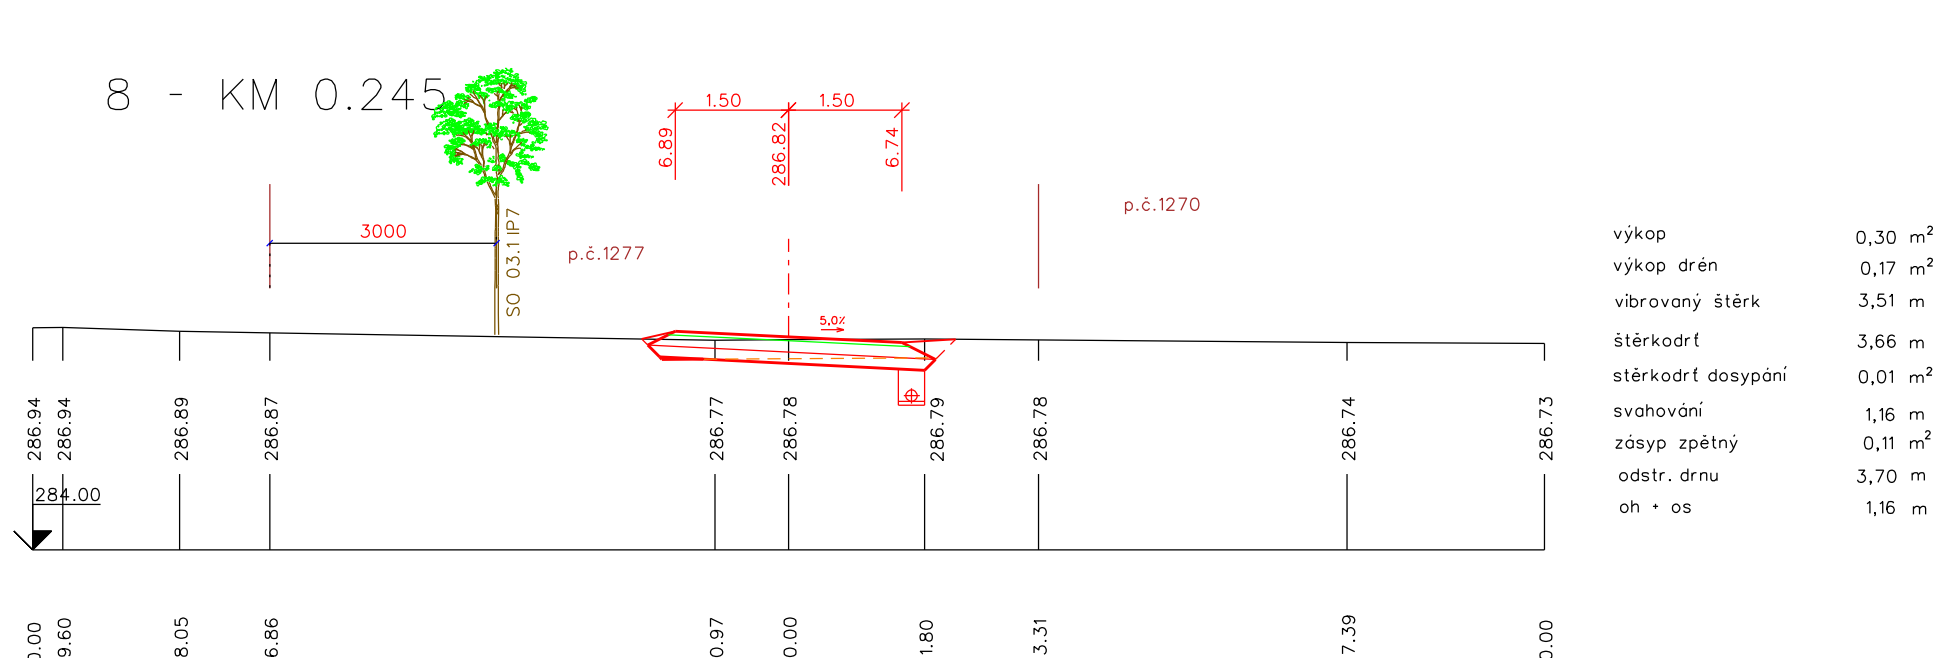 8 - KM 0.245
1.50 1.50
6.89 286.82 6.74
3000
SO 03.1 IP7
p.č.1277
p.č.1270
5,0%
286.94 286.94 286.89 286.87 286.77 286.78 286.79 286.78 286.74 286.73
284.00
9.60 8.05 6.86 0.97 0.00 1.80 3.31 7.39
výkop 0,30 m²
výkop drén 0,17 m²
vibrovaný štěrk 3,51 m
štěrkodrť 3,66 m
stěrkodrť dosypání 0,01 m²
svahování 1,16 m
zásyp zpětný 0,11 m²
odstr. drnu 3,70 m
oh + os 1,16 m